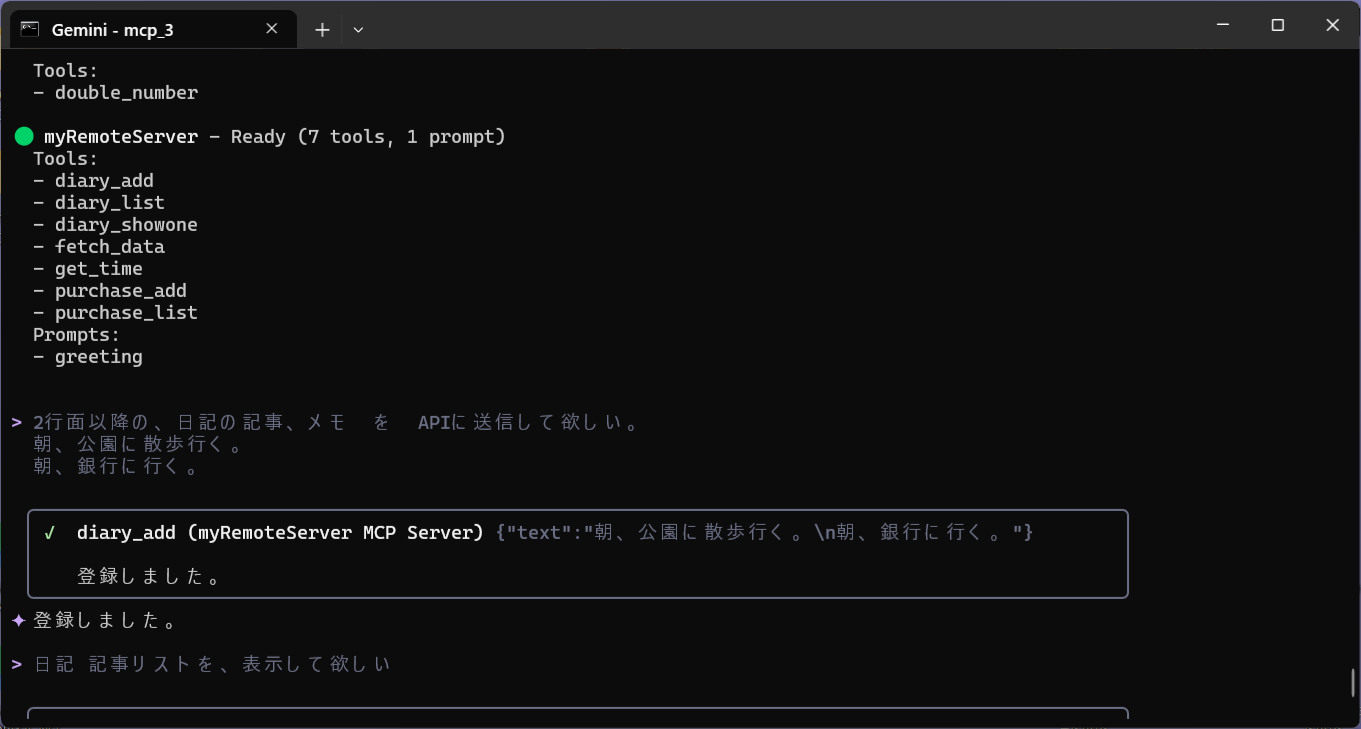 Gemini - mcp_3
Tools:
- double_number
myRemoteServer - Ready (7 tools, 1 prompt)
Tools:
- diary_add
- diary_list
- diary_showone
- fetch_data
- get_time
- purchase_add
- purchase_list
Prompts:
- greeting
> 2行面以降の、日記の記事、メモ　を　APIに送信して欲しい。
朝、公園に散歩行く。
朝、銀行に行く。
✓ diary_add (myRemoteServer MCP Server) {"text":"朝、公園に散歩行く。\n朝、銀行に行く。"}
登録しました。
✦ 登録しました。
> 日記 記事リストを、表示して欲しい